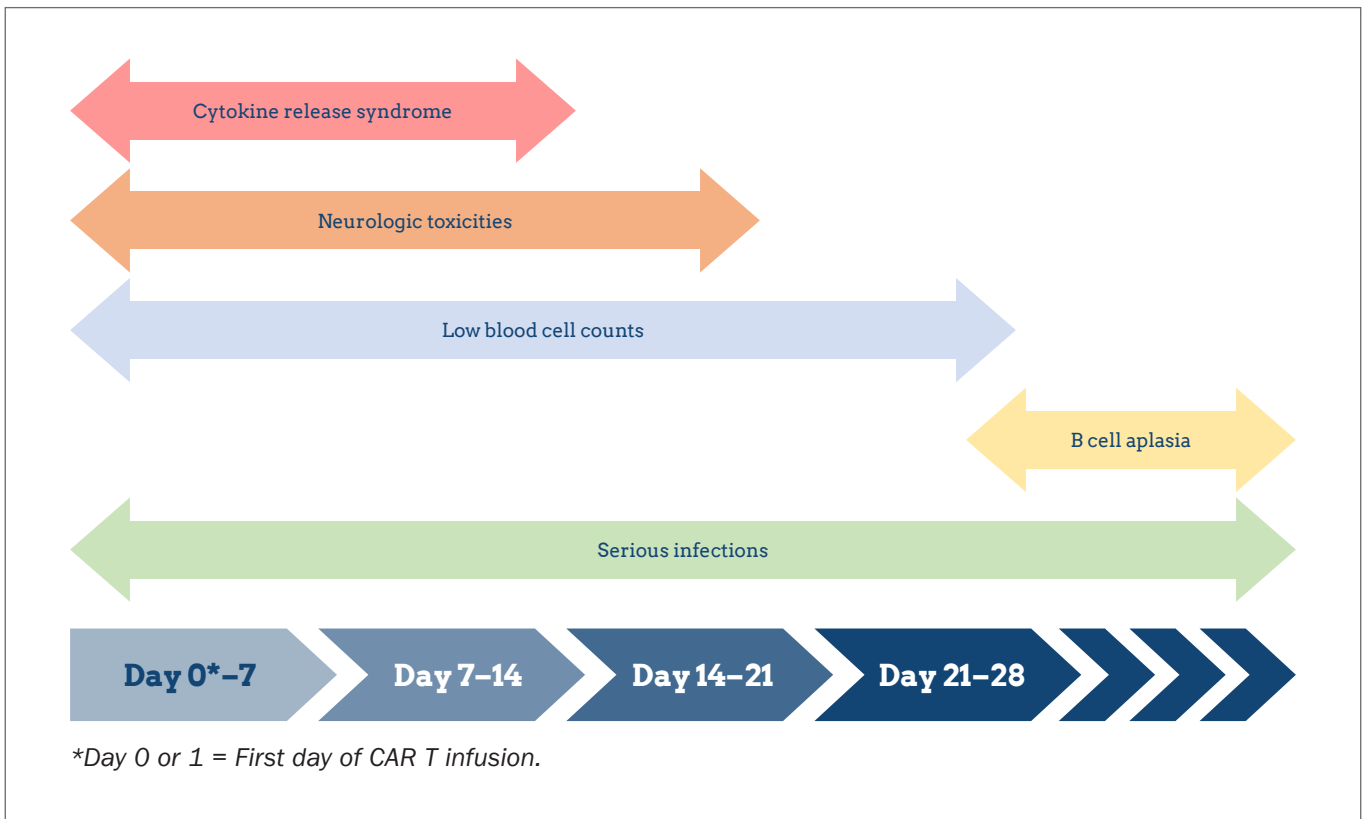 Cytokine release syndrome
Neurologic toxicities
Low blood cell counts
B cell aplasia
Serious infections
Day 0*–7
Day 7–14
Day 14–21
Day 21–28
*Day 0 or 1 = First day of CAR T infusion.